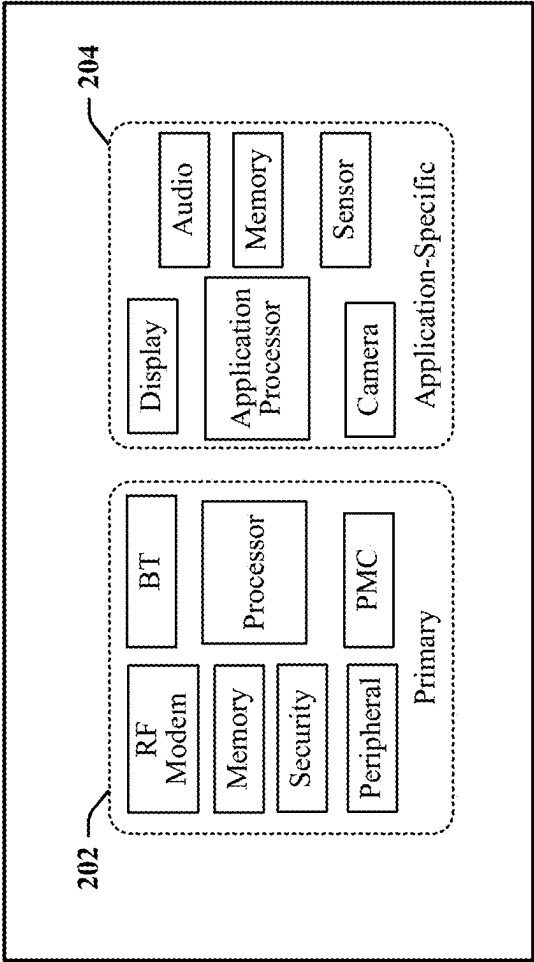 202
204
RF
Modem
BT
Memory
Security
Processor
Peripheral
PMC
Primary
Display
Audio
Application
Processor
Memory
Camera
Sensor
Application-Specific